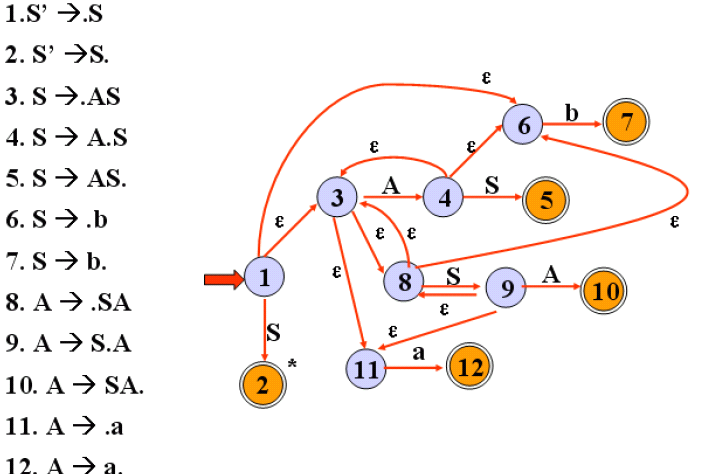 1.S’ →.S
2. S’ →S.
3. S →.AS
4. S → A.S
5. S → AS.
6. S → .b
7. S → b.
8. A → .SA
9. A → S.A
10. A → SA.
11. A → .a
12. A → a.
ε
6
b
7
ε
ε
3
A
4
S
5
ε
ε
ε
ε
ε
1
8
S
9
A
10
ε
S
ε
a
11
12
2
*